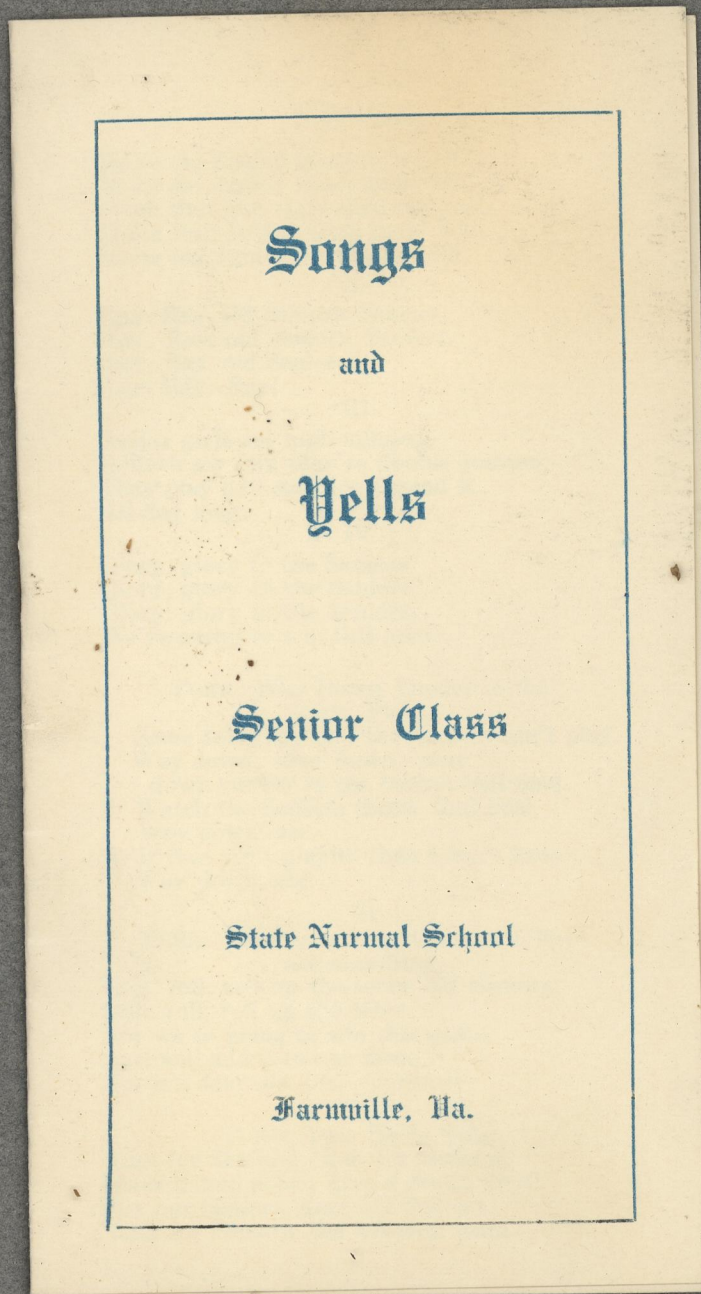 Songs
and
Yells
Senior Class
State Normal School
Farmville, Va.